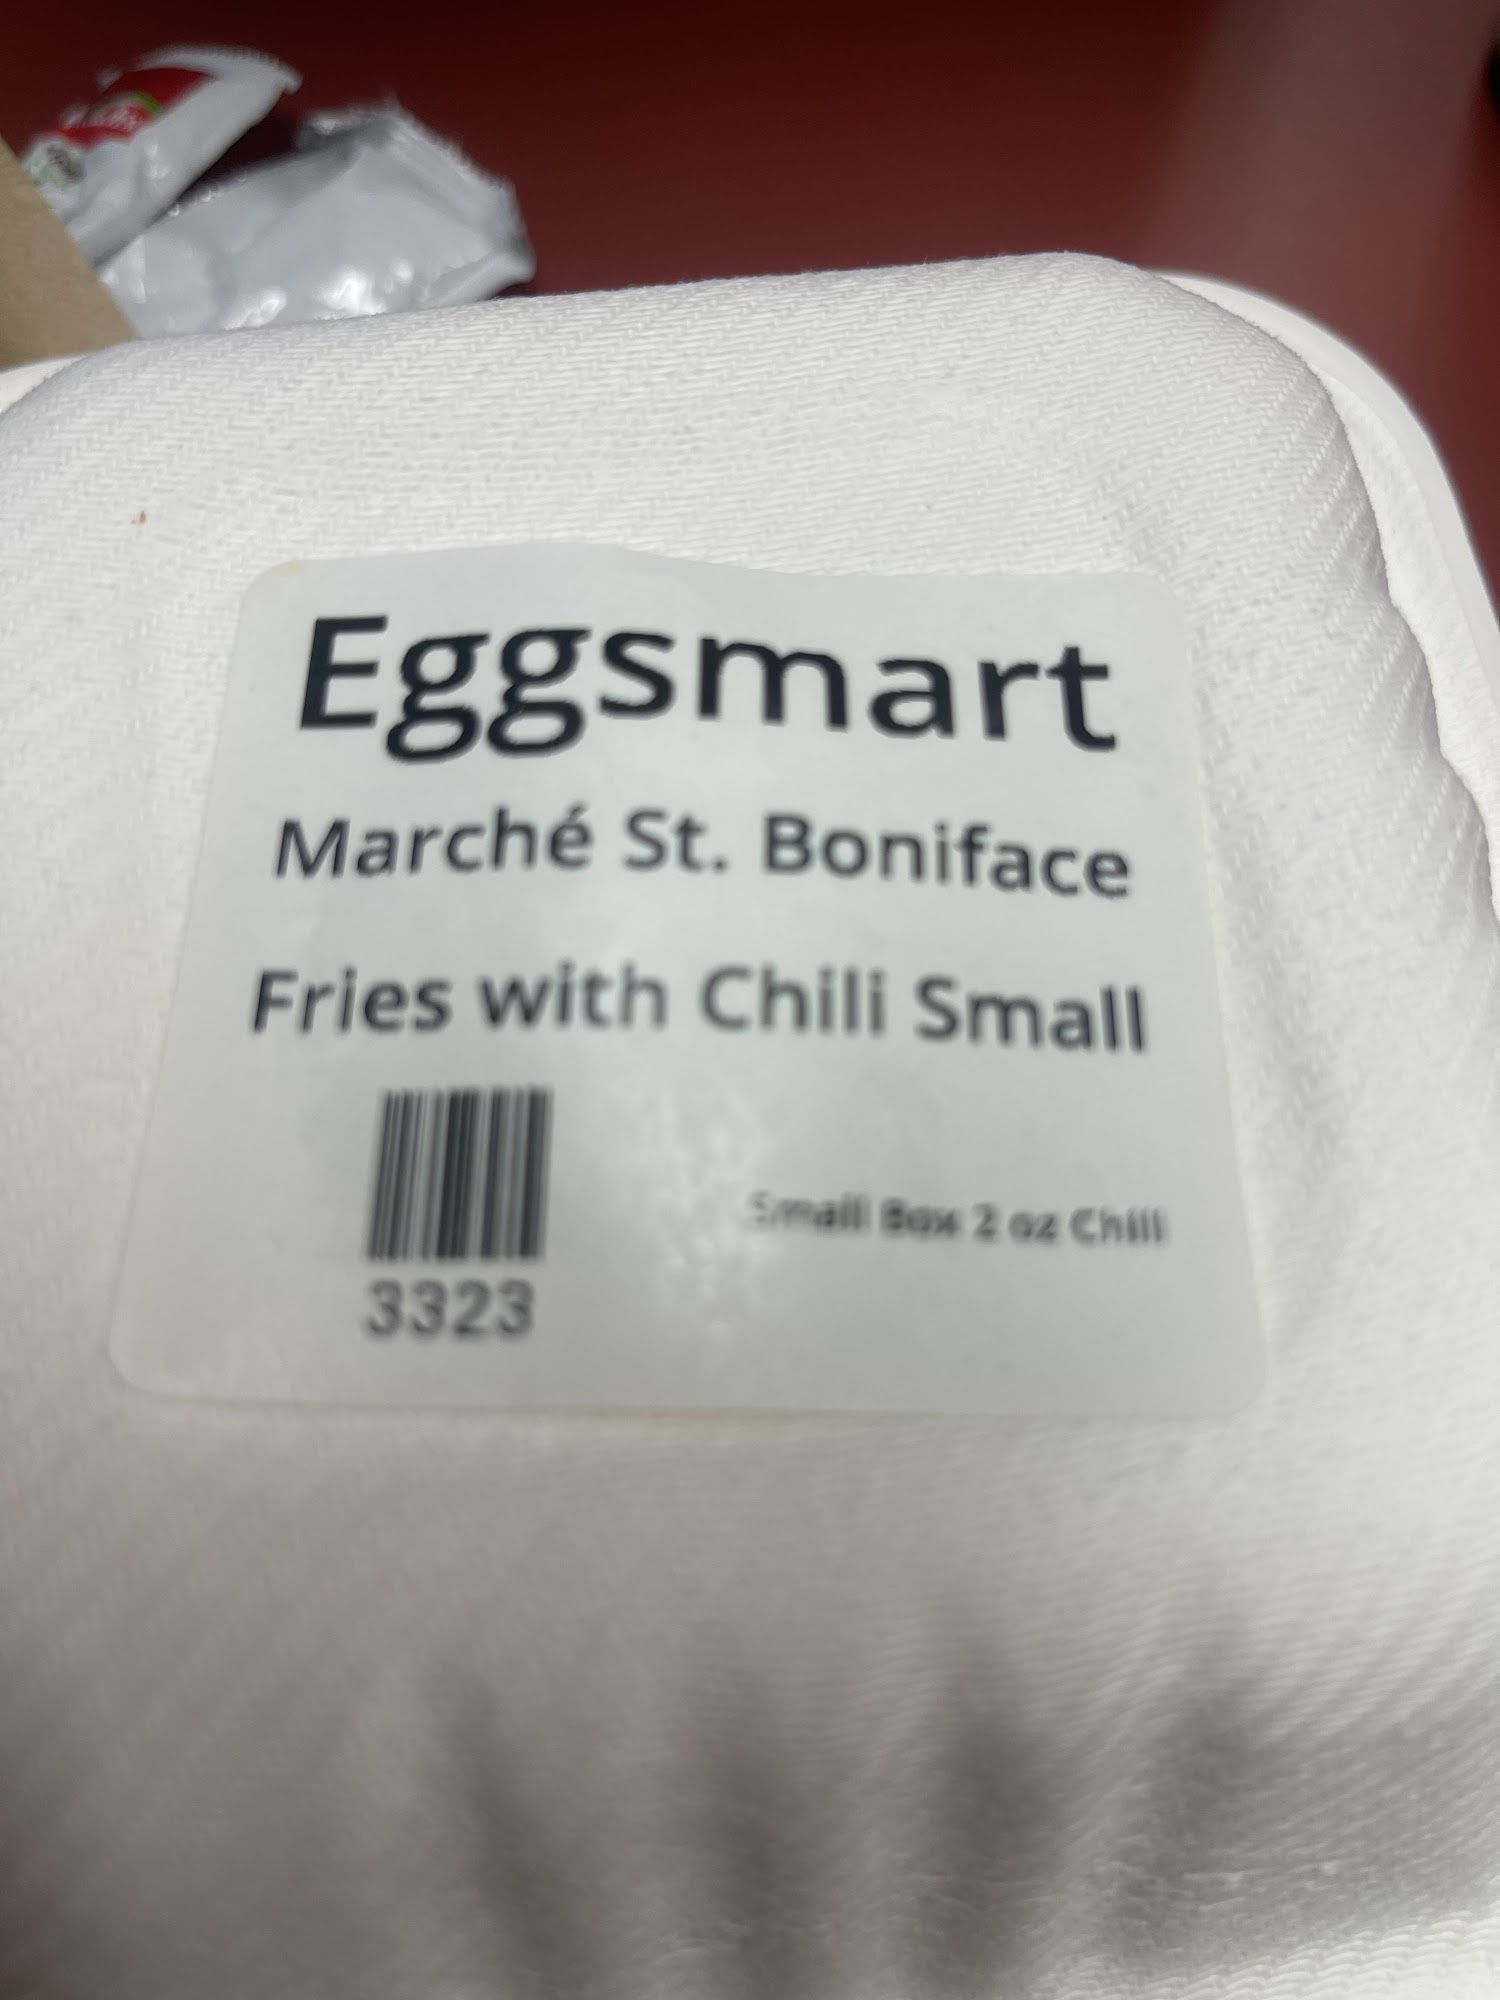 Eggsmart
Marché St. Boniface
Fries with Chili Small
Small Box 2 oz Chili
3323